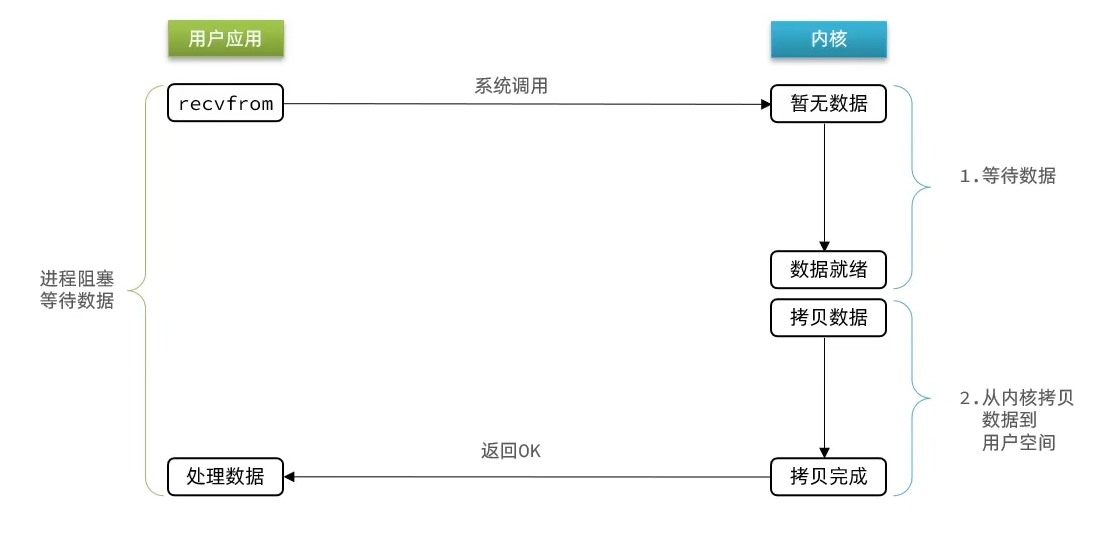 用户应用
内核
recvfrom
系统调用
暂无数据
1.等待数据
数据就绪
进程阻塞
等待数据
拷贝数据
2.从内核拷贝
数据到
用户空间
返回OK
处理数据
拷贝完成